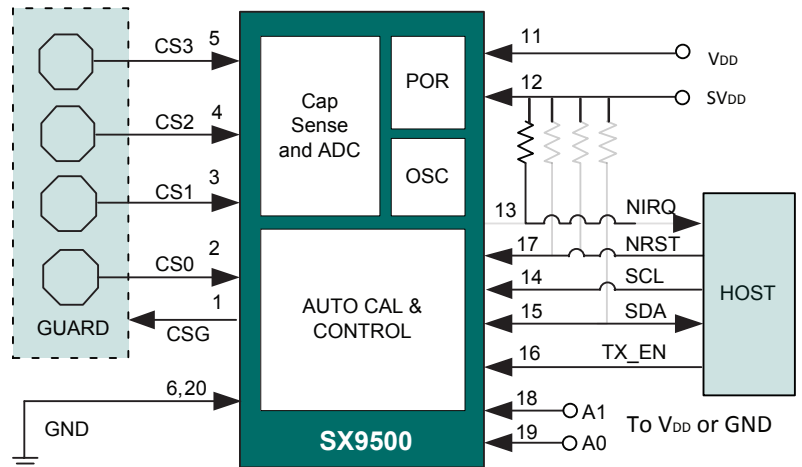 CS3 5
CS2 4
CS1 3
CS0 2
1
GUARD
CSG
6,20
GND
Cap
Sense
and ADC
POR
OSC
AUTO CAL &
CONTROL
SX9500
11
VDD
12
SVDD
13 NIRQ
17 NRST
14 SCL
15 SDA
16 TX_EN
18 A1
19 A0
To VDD or GND
HOST